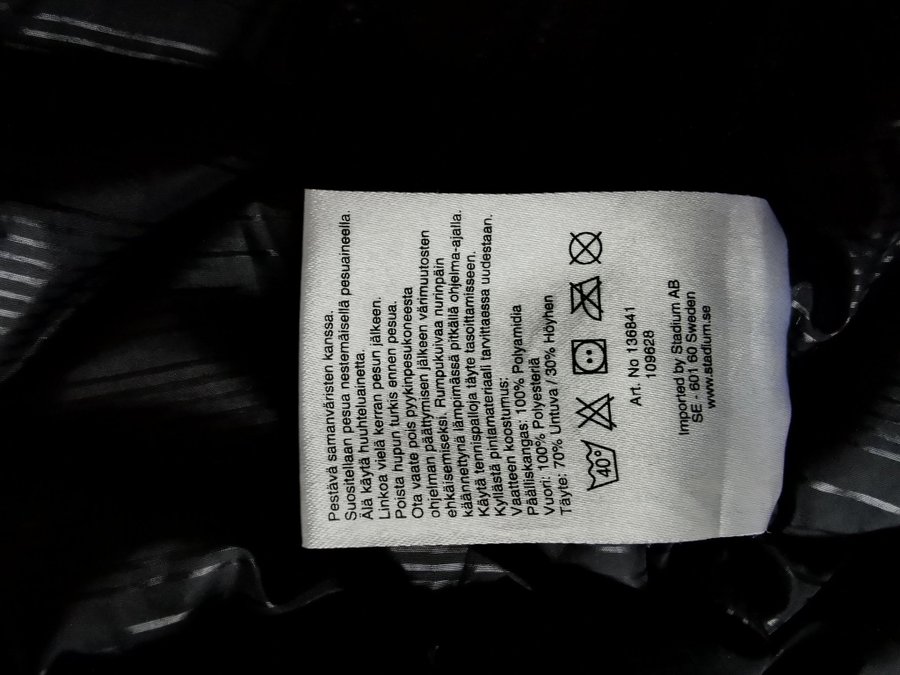 Pestävä samanväristen kanssa.
Suositellaan pesua nestemäisellä pesuaineella.
Älä käytä huuhteluainetta.
Linkoa vielä kerran pesun jälkeen.
Poista hupun turkis ennen pesua.
Ota vaate pois pyykinpesukoneesta
ohjelman päättymisen jälkeen värimuutosten
ehkäisemiseksi. Rumpukuivaa nurinpäin
käännettynä lämpimässä pitkällä ohjelma-ajalla.
Käytä tennispalloja täyte tasoittamisseen.
Kyllästä pintamateriaali tarvittaessa uudestaan.
Vaatteen koostumus:
Päälliskangas: 100% Polyamidia
Vuori: 100% Polyesteriä
Täyte: 70% Untuva / 30% Höyhen
40°
Art. No 136841
109628
Imported by Stadium AB
SE - 601 60 Sweden
www.stadium.se